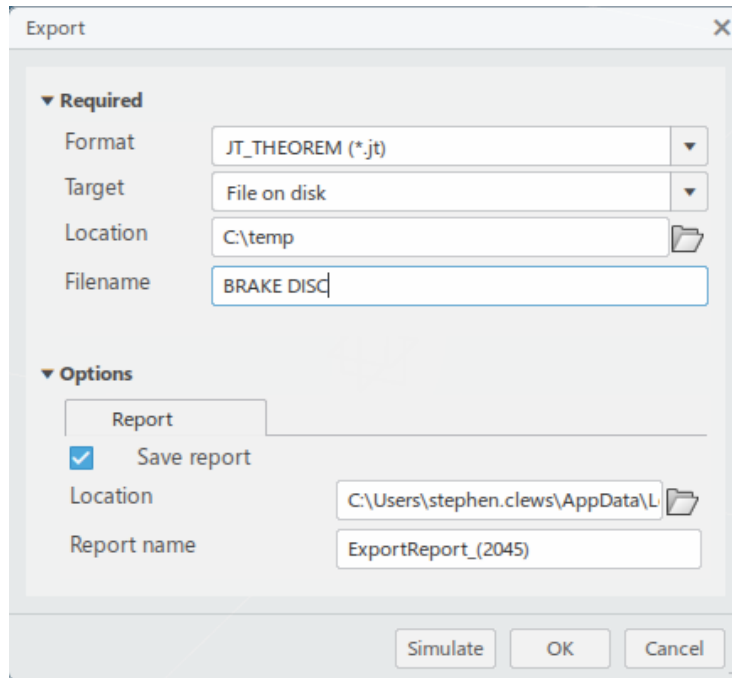 Export
Required
Format JT_THEOREM (*.jt)
Target File on disk
Location C:\temp
Filename BRAKE DISC
Options
Report
Save report
Location C:\Users\stephen.clews\AppData\L
Report name ExportReport_(2045)
Simulate OK Cancel